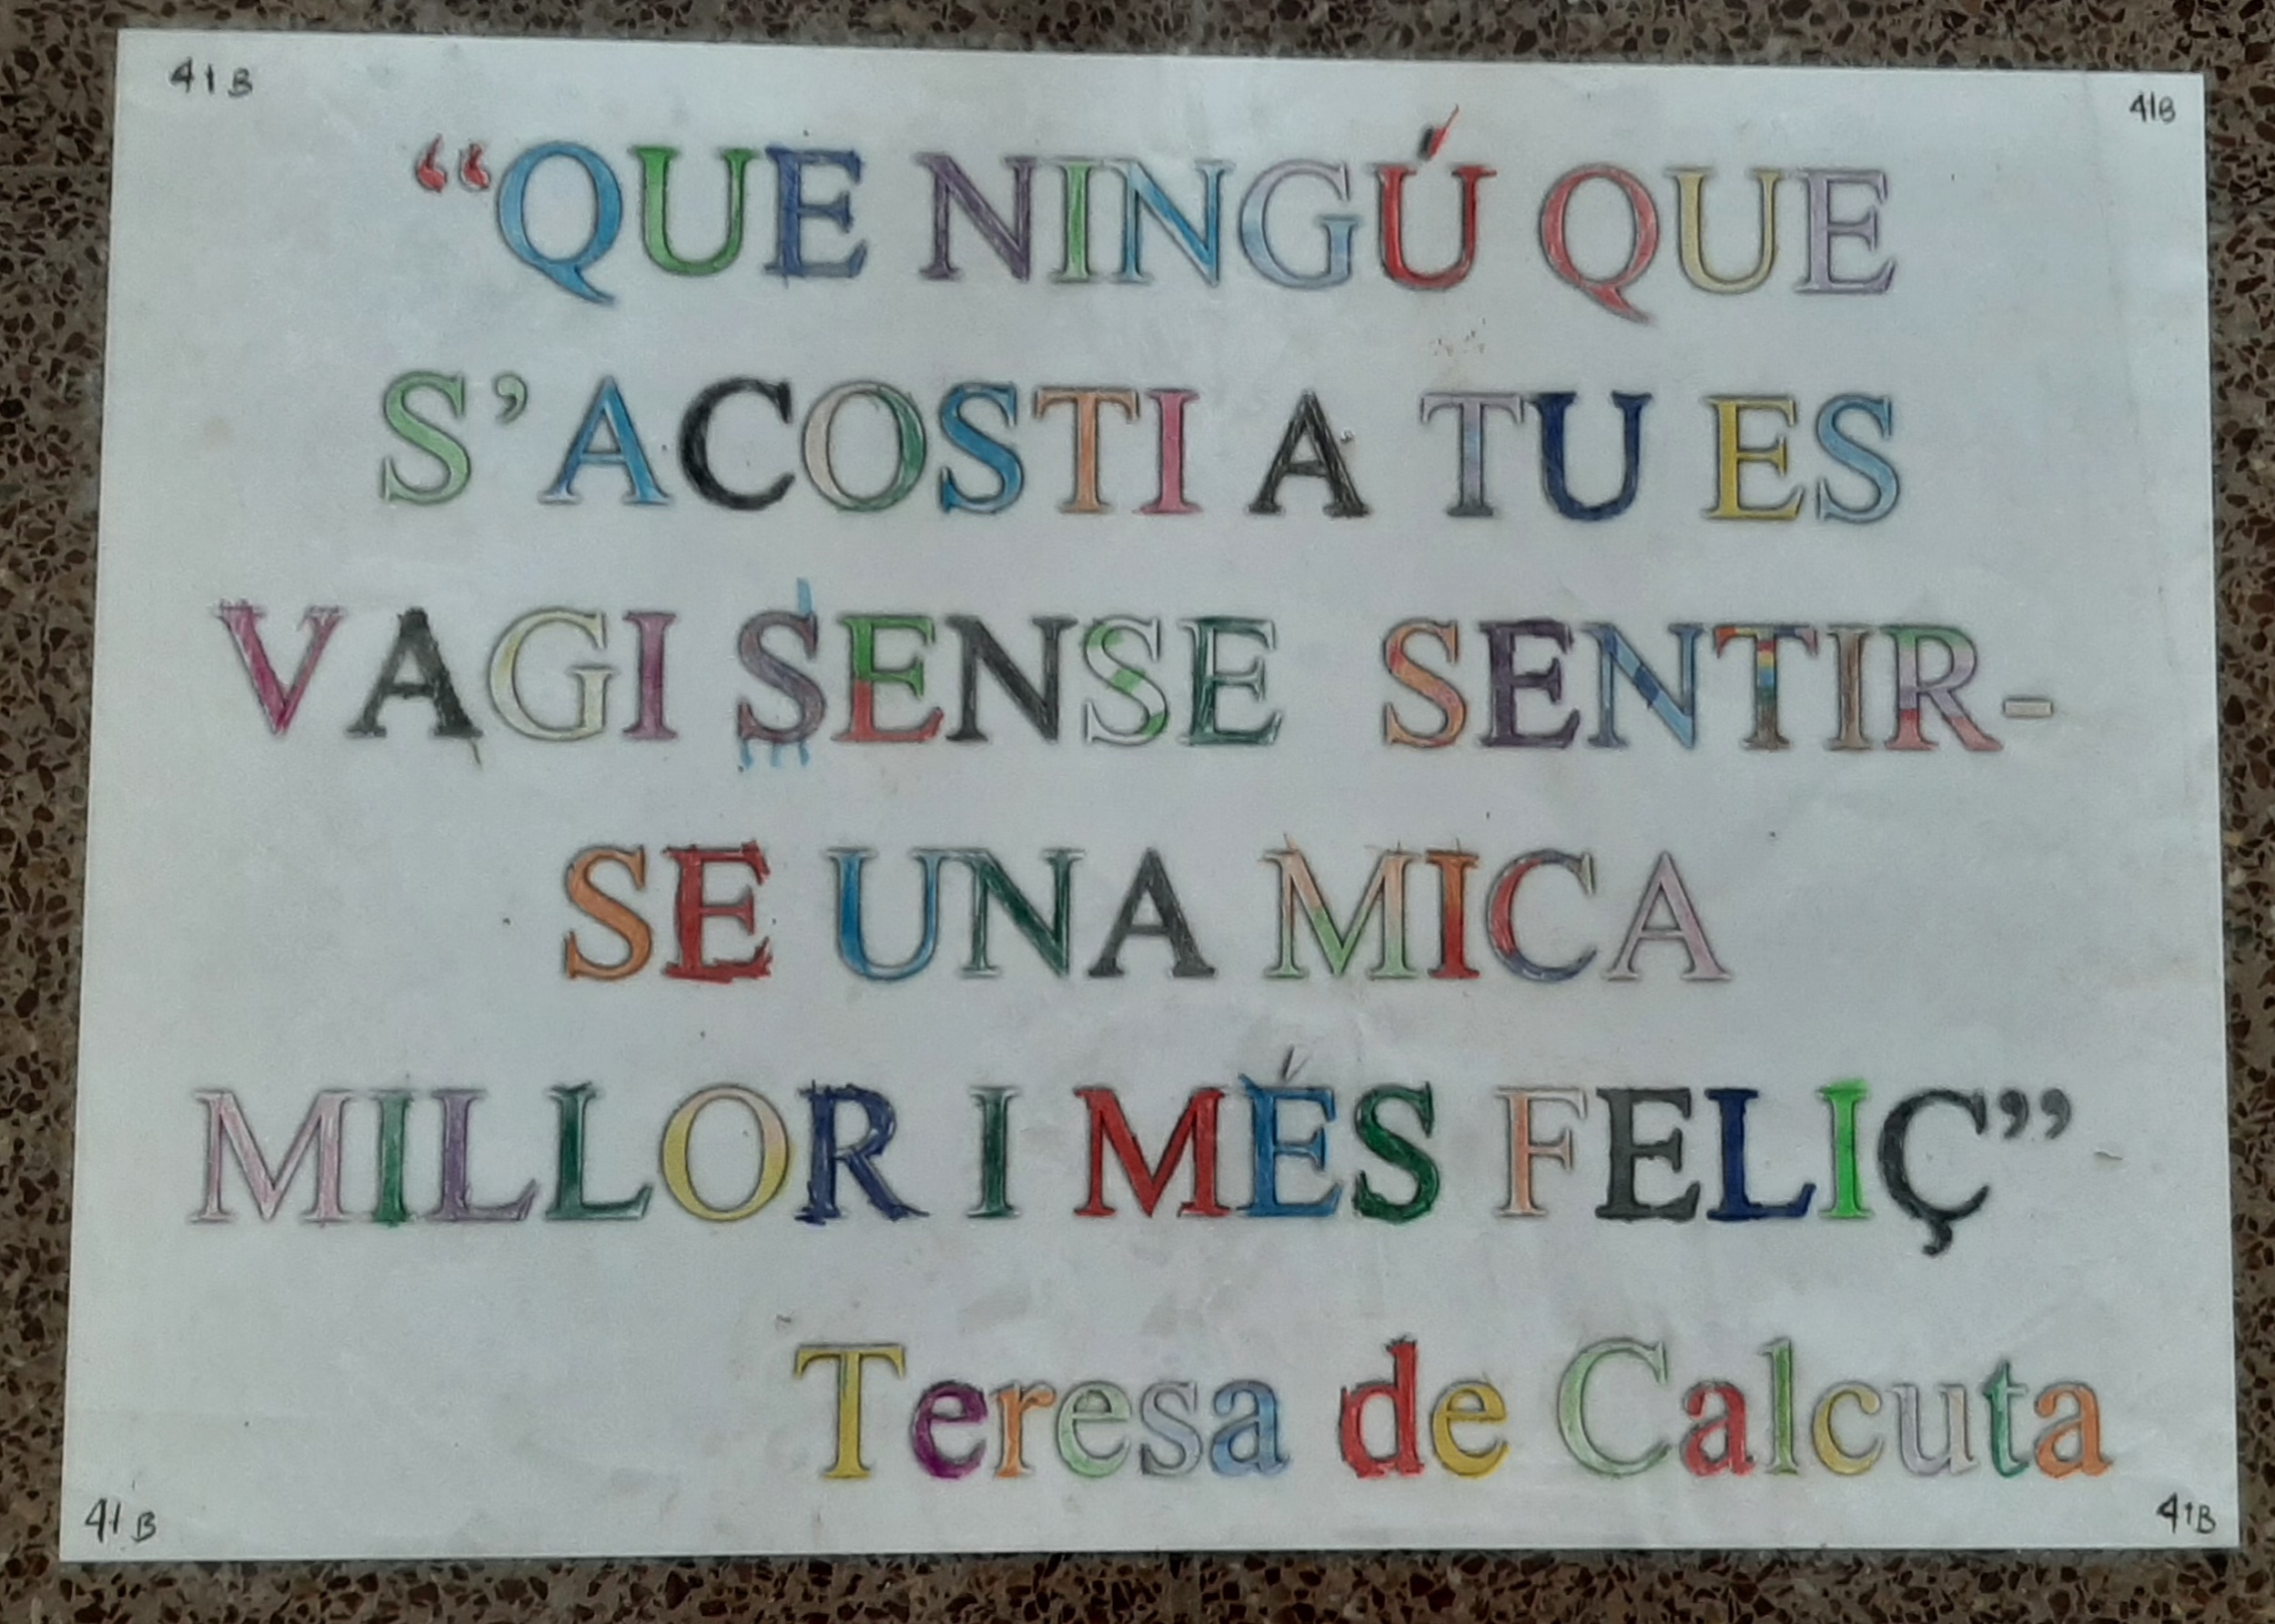 41B 41B
“QUE NINGÚ QUE
S’ACOSTI A TU ES
VAGI SENSE SENTIR-
SE UNA MICA
MILLOR I MÉS FELIÇ”
Teresa de Calcuta
41B 41B